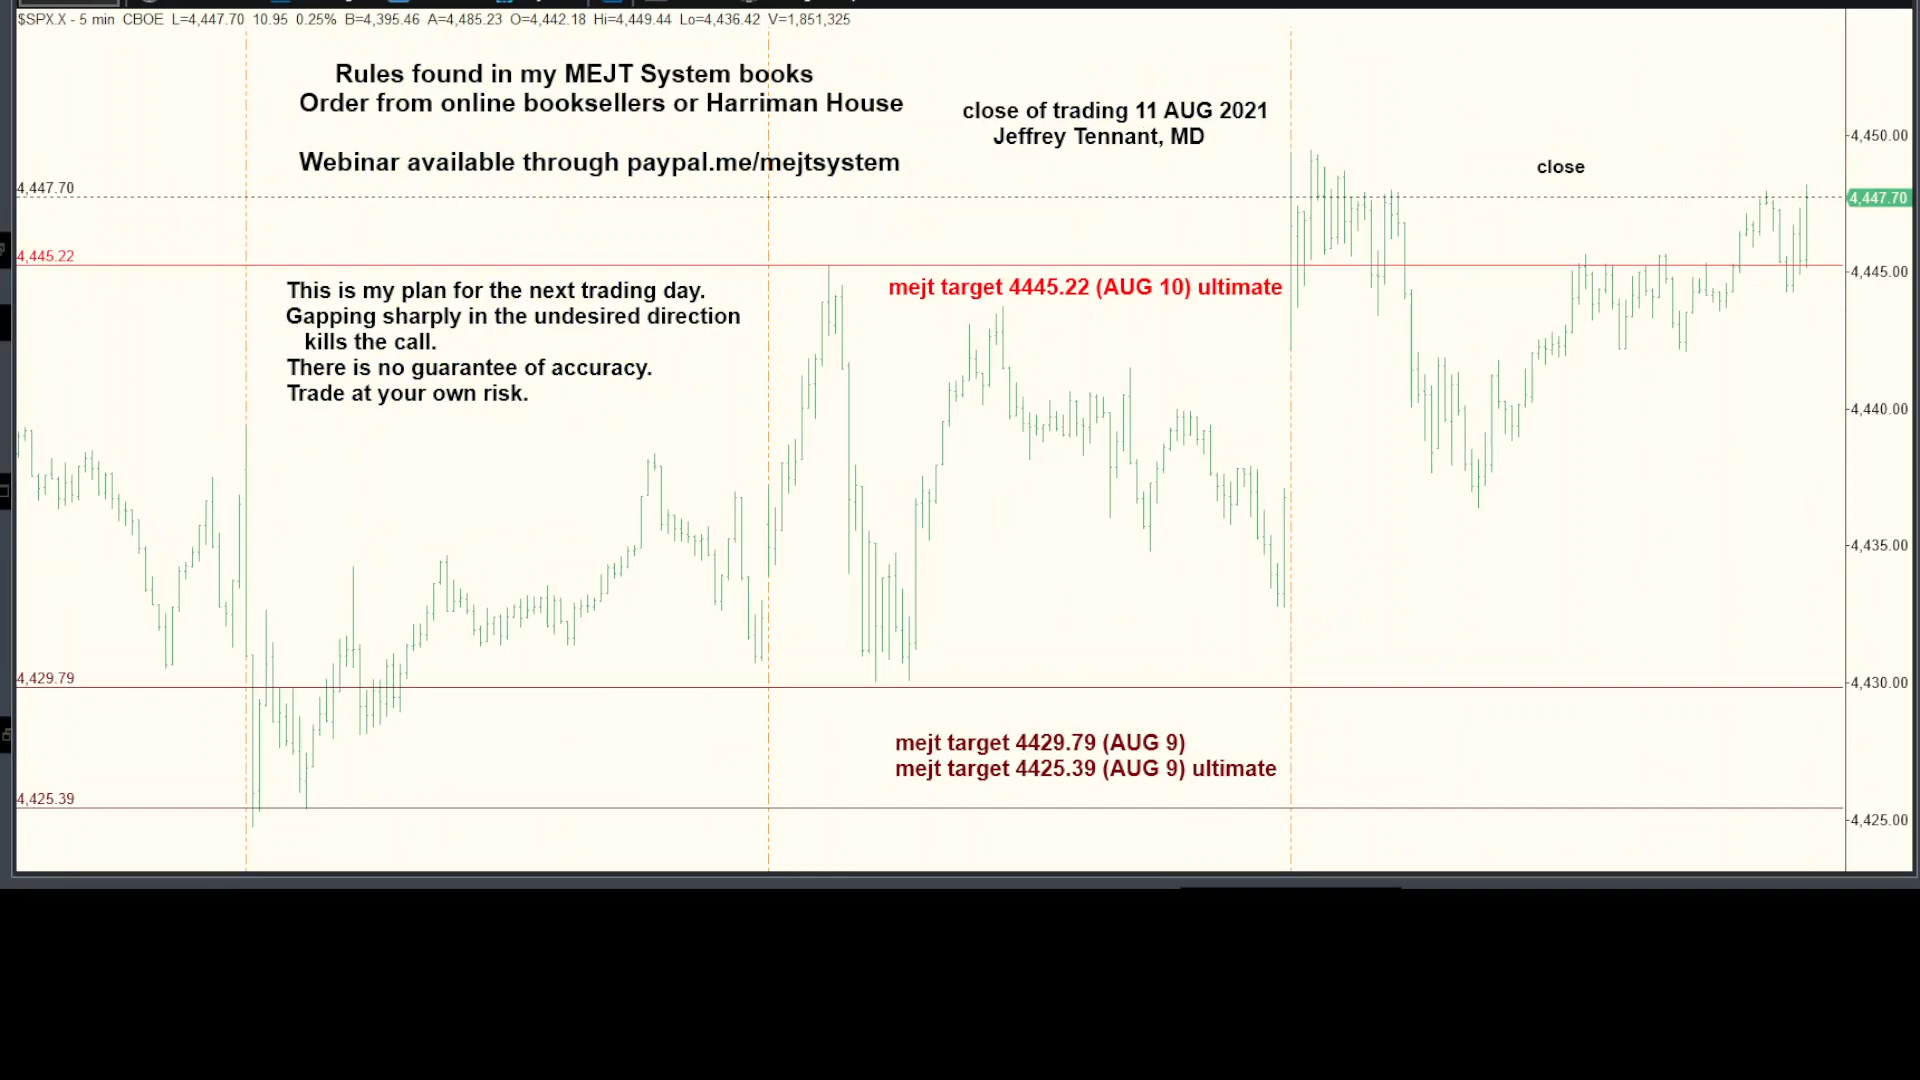 $SPX.X - 5 min CBOE L=4,447.70 10.95 0.25% B=4,395.46 A=4,485.23 O=4,442.18 Hi=4,449.44 Lo=4,436.42 V=1,851,325
Rules found in my MEJT System books
Order from online booksellers or Harriman House
Webinar available through paypal.me/mejtsystem
close of trading 11 AUG 2021
Jeffrey Tennant, MD
close
4,450.00
4,447.70
4,447.70
4,445.22
4,445.00
mejt target 4445.22 (AUG 10) ultimate
This is my plan for the next trading day.
Gapping sharply in the undesired direction
kills the call.
There is no guarantee of accuracy.
Trade at your own risk.
4,440.00
4,435.00
4,429.79
4,430.00
mejt target 4429.79 (AUG 9)
mejt target 4425.39 (AUG 9) ultimate
4,425.39
4,425.00